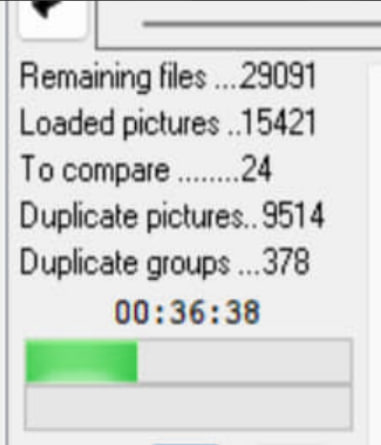 Remaining files ...29091
Loaded pictures ..15421
To compare ........24
Duplicate pictures..9514
Duplicate groups ...378
00:36:38